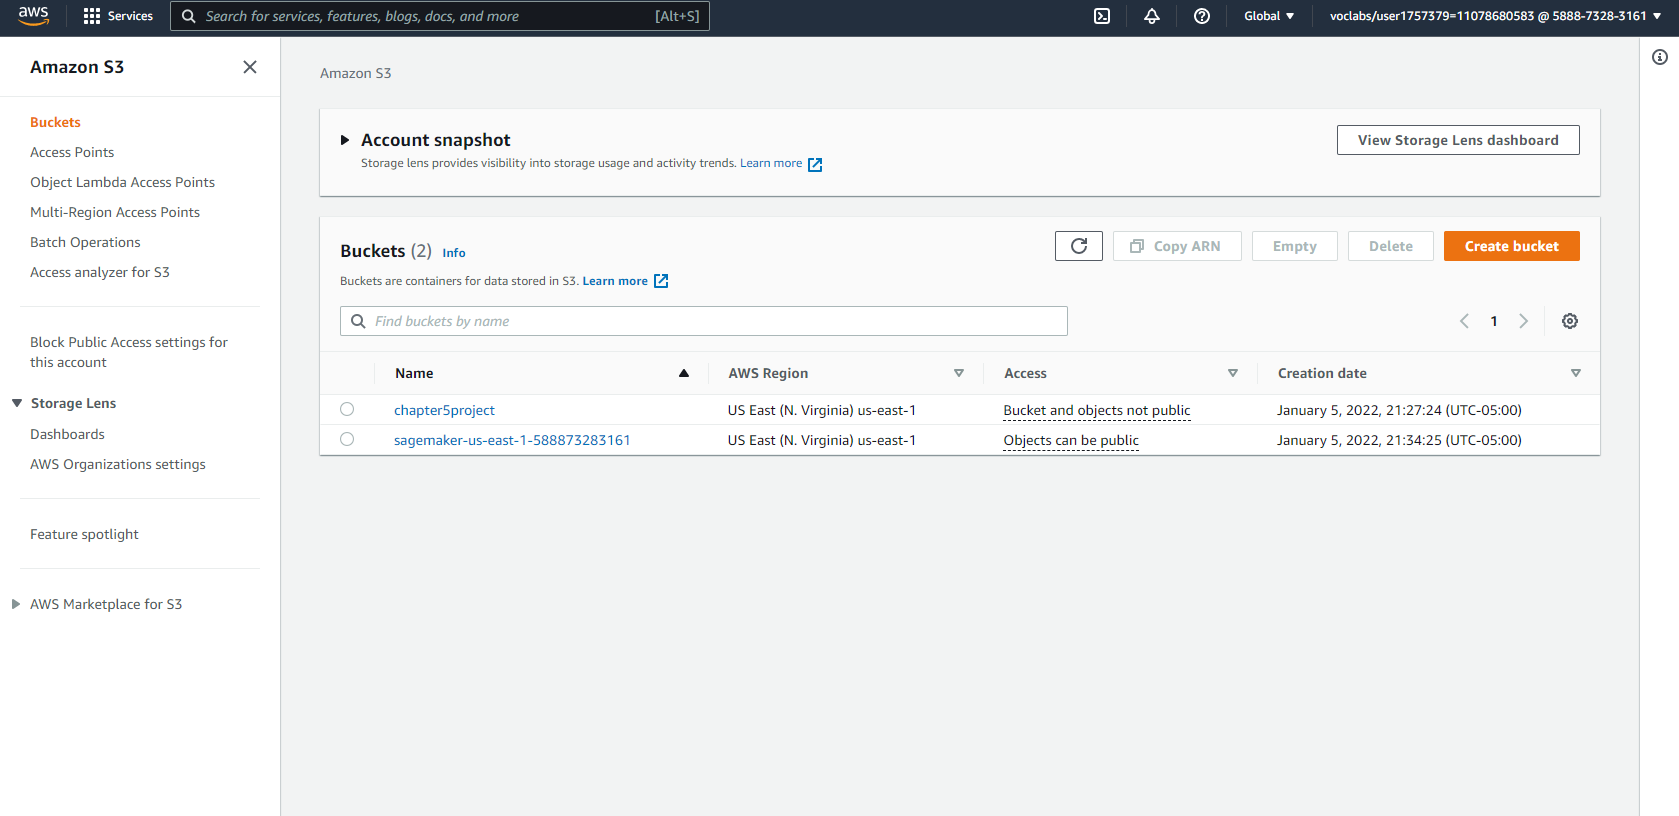 aws
Services
Search for services, features, blogs, docs, and more
[Alt+S]
Global
voclabs/user1757379=11078680583 @ 5888-7328-3161
Amazon S3
Buckets
Access Points
Object Lambda Access Points
Multi-Region Access Points
Batch Operations
Access analyzer for S3
Block Public Access settings for
this account
Storage Lens
Dashboards
AWS Organizations settings
Feature spotlight
AWS Marketplace for S3
Amazon S3
Account snapshot
Storage lens provides visibility into storage usage and activity trends. Learn more
View Storage Lens dashboard
Buckets (2) Info
Copy ARN
Empty
Delete
Create bucket
Buckets are containers for data stored in S3. Learn more
Find buckets by name
1
Name AWS Region Access Creation date
chapter5project US East (N. Virginia) us-east-1 Bucket and objects not public January 5, 2022, 21:27:24 (UTC-05:00)
sagemaker-us-east-1-588873283161 US East (N. Virginia) us-east-1 Objects can be public January 5, 2022, 21:34:25 (UTC-05:00)